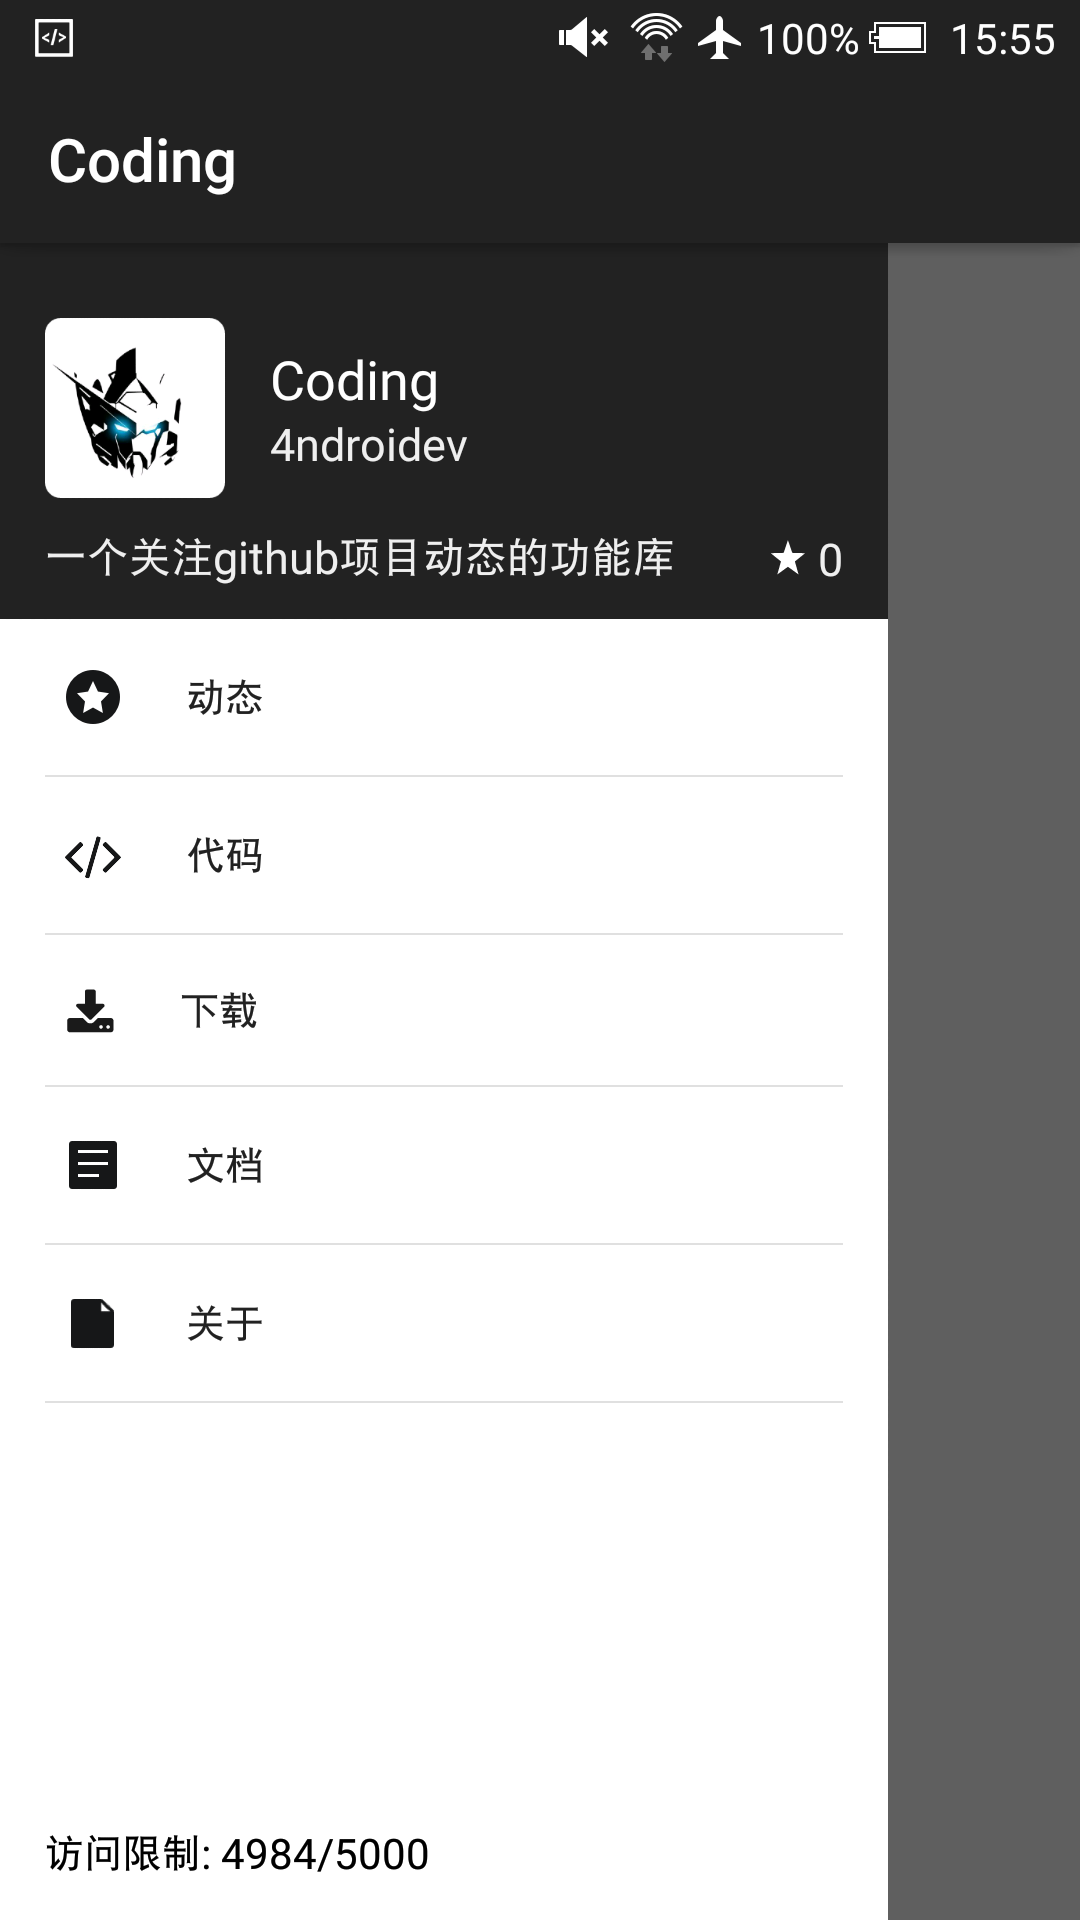 100% 15:55
Coding
Coding
4ndroidev
一个关注github项目动态的功能库 ★ 0
动态
代码
下载
文档
关于
访问限制: 4984/5000